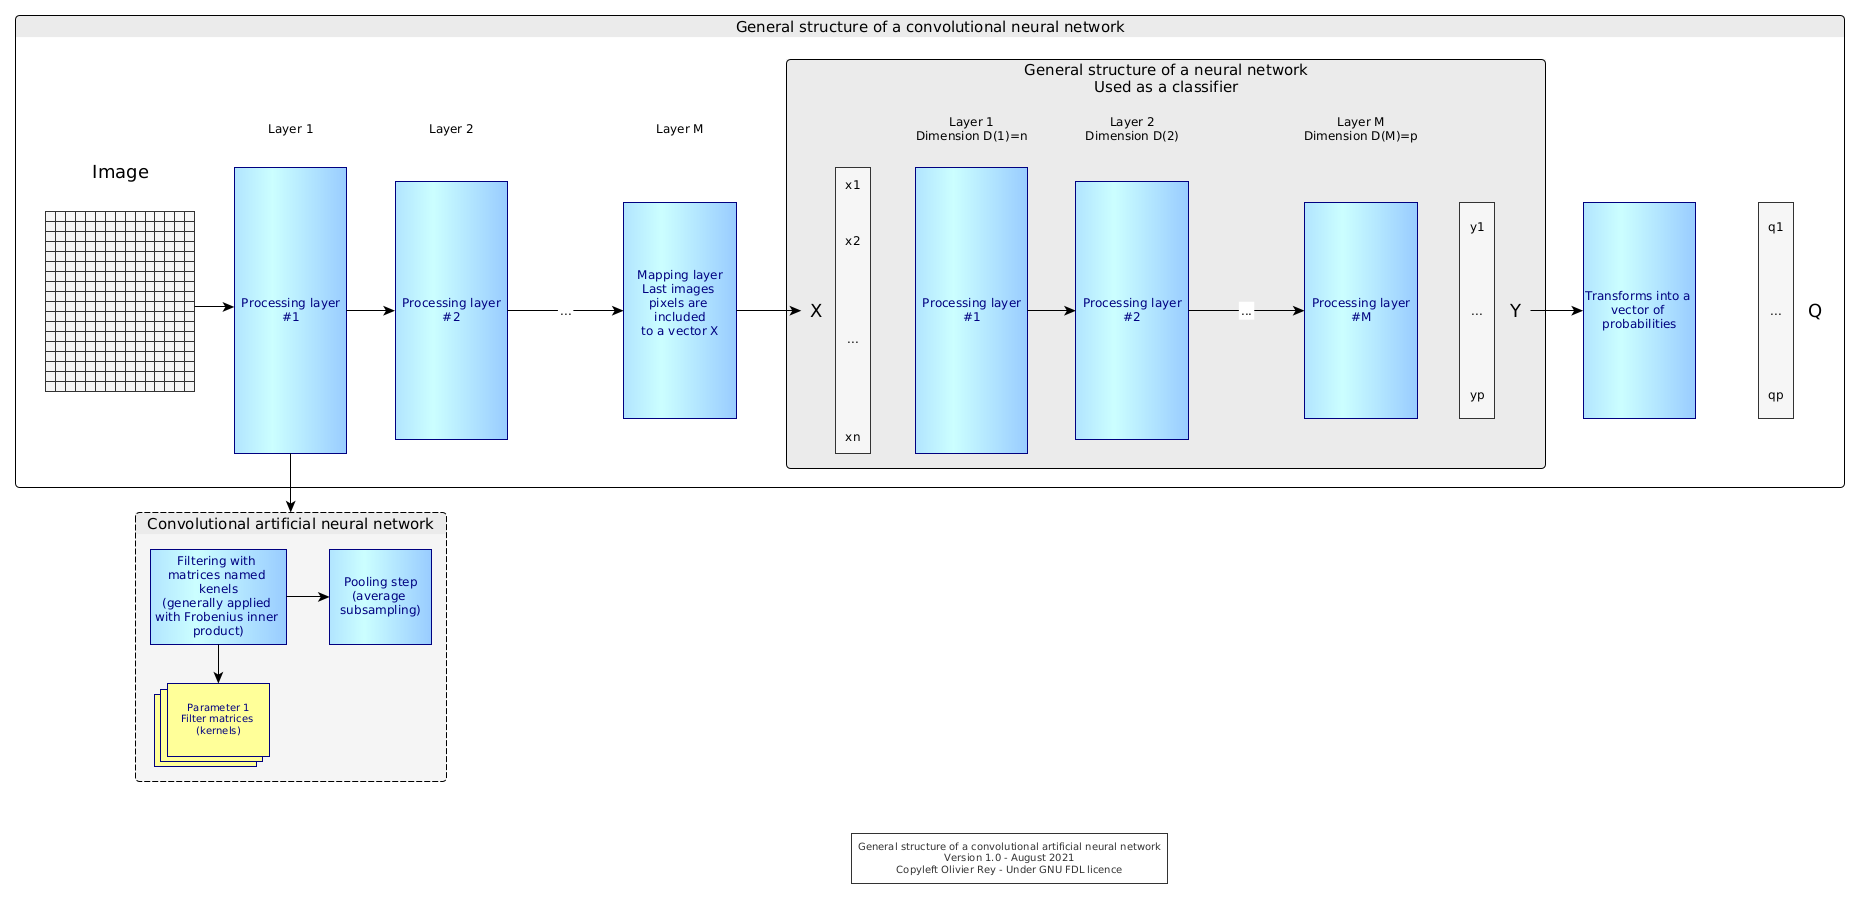 General structure of a convolutional neural network
General structure of a neural network
Used as a classifier
Layer 1
Layer 2
Layer M
Layer 1
Dimension D(1)=n
Layer 2
Dimension D(2)
Layer M
Dimension D(M)=p
Image
Processing layer
#1
Processing layer
#2
...
Mapping layer
Last images
pixels are
included
to a vector X
X
x1
x2
...
xn
Processing layer
#1
Processing layer
#2
...
Processing layer
#M
y1
...
yp
Y
Transforms into a
vector of
probabilities
q1
...
qp
Q
Convolutional artificial neural network
Filtering with
matrices named
kenels
(generally applied
with Frobenius inner
product)
Pooling step
(average
subsampling)
Parameter 1
Filter matrices
(kernels)
General structure of a convolutional artificial neural network
Version 1.0 - August 2021
Copyleft Olivier Rey - Under GNU FDL licence